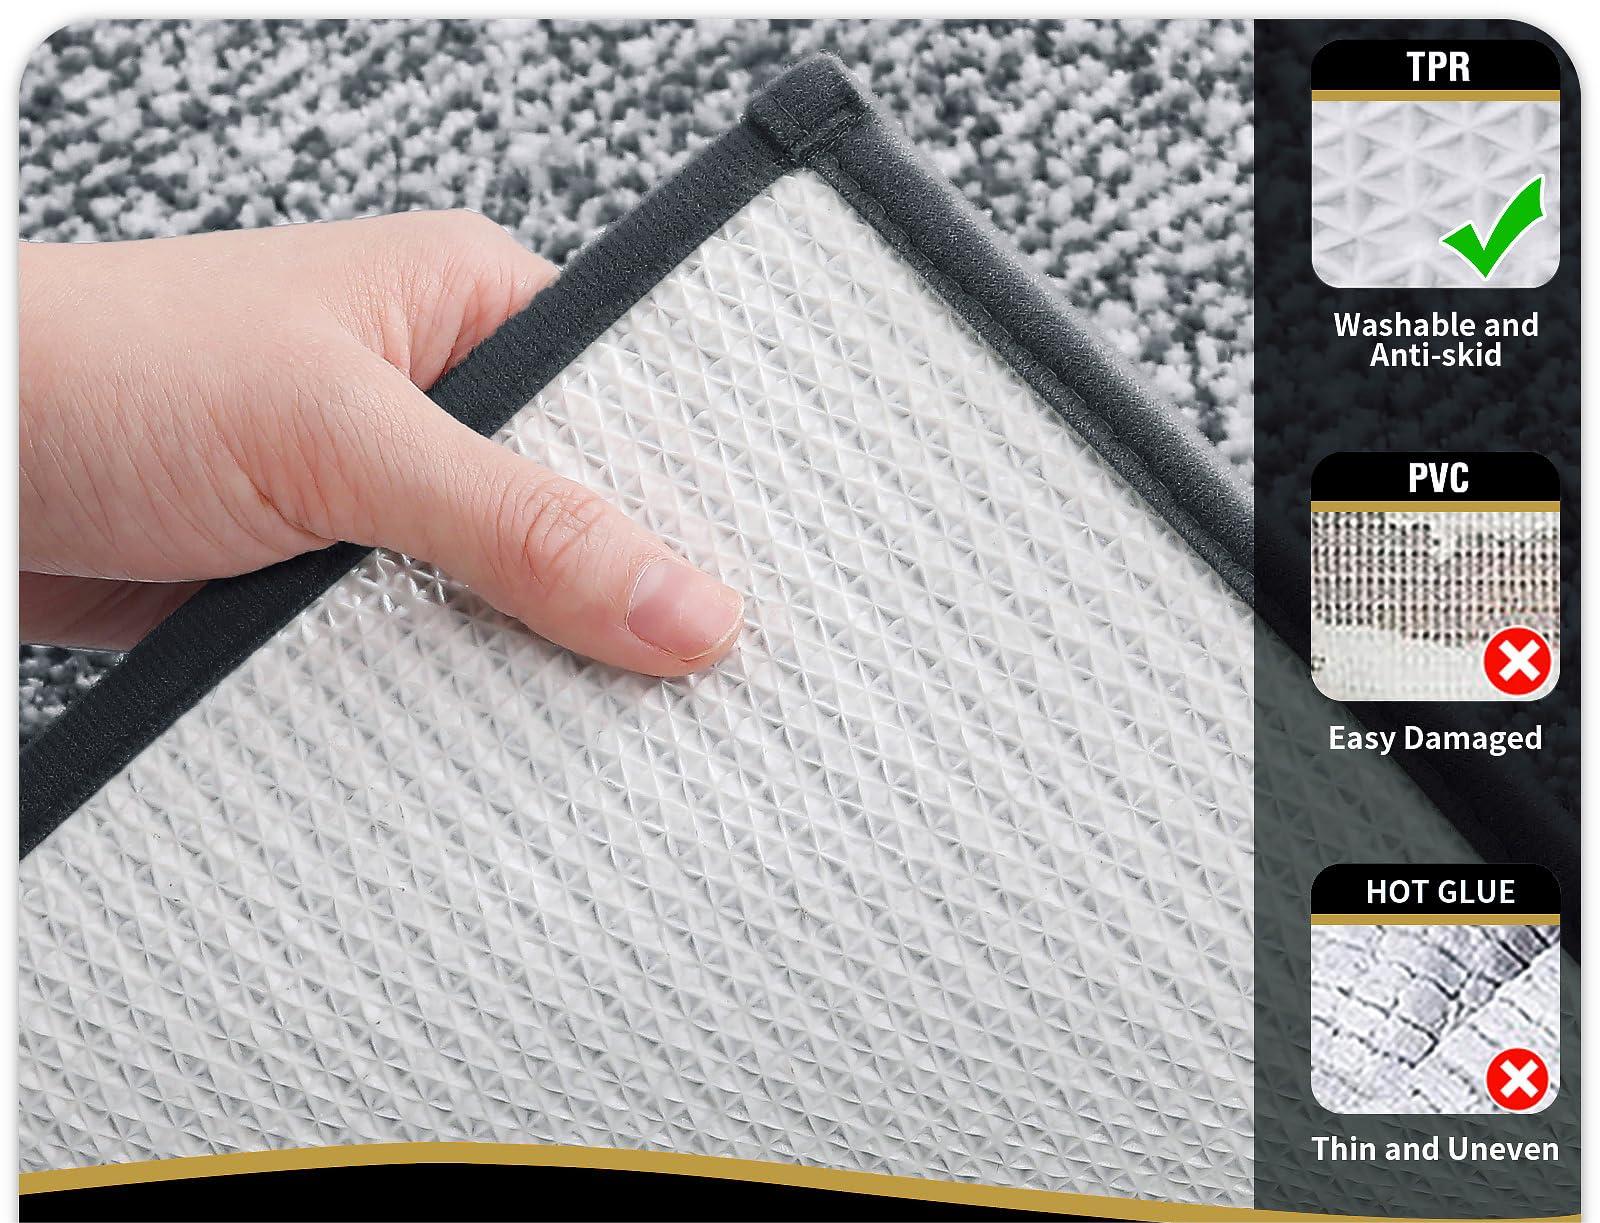 TPR
Washable and
Anti-skid
PVC
Easy Damaged
HOT GLUE
Thin and Uneven